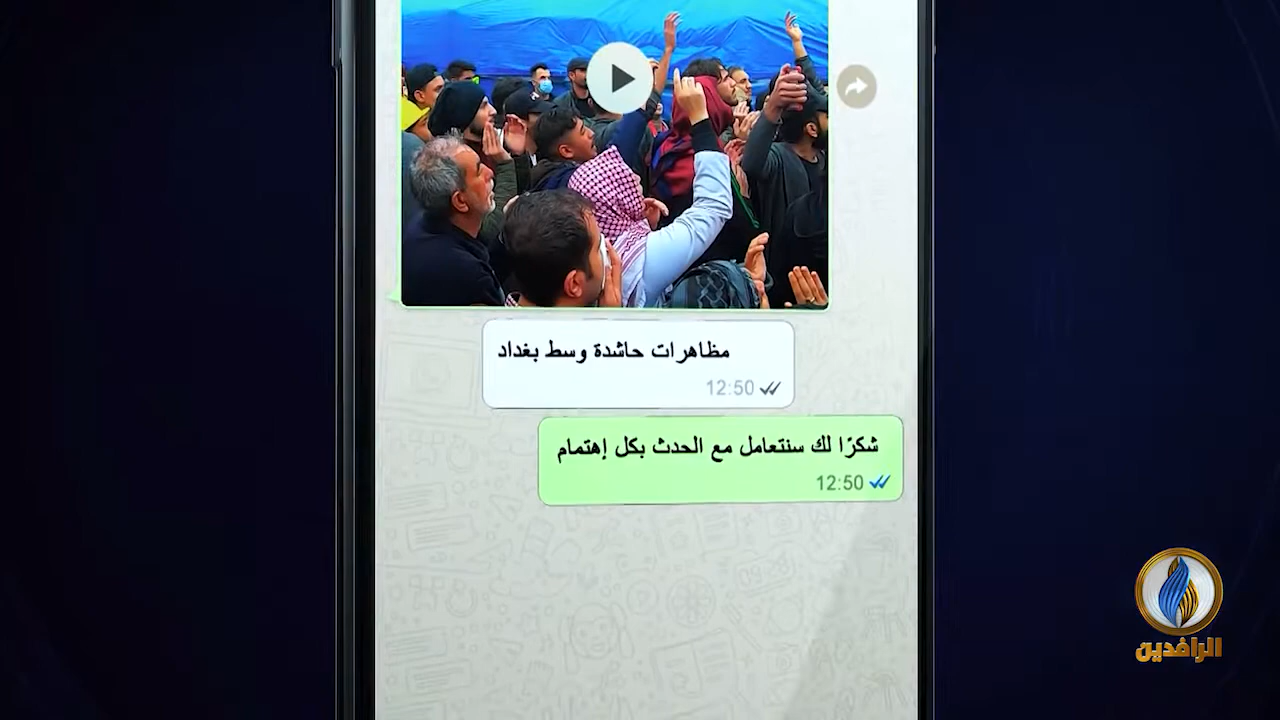 مظاهرات حاشدة وسط بغداد
12:50
شكرًا لك سنتعامل مع الحدث بكل إهتمام
12:50
الرافدين